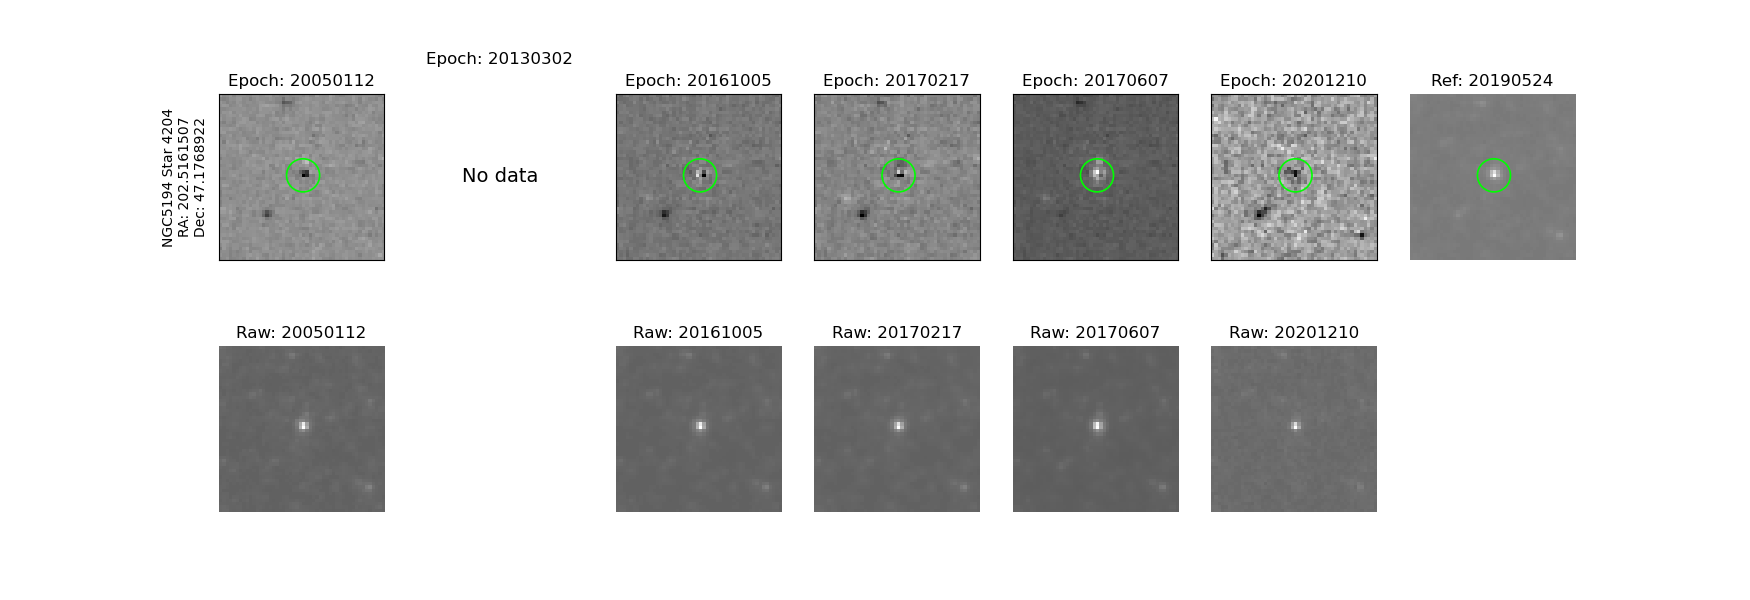 NGC5194 Star 4204
RA: 202.5161507
Dec: 47.1768922
Epoch: 20050112
Epoch: 20130302
No data
Epoch: 20161005
Epoch: 20170217
Epoch: 20170607
Epoch: 20201210
Ref: 20190524
Raw: 20050112
Raw: 20161005
Raw: 20170217
Raw: 20170607
Raw: 20201210